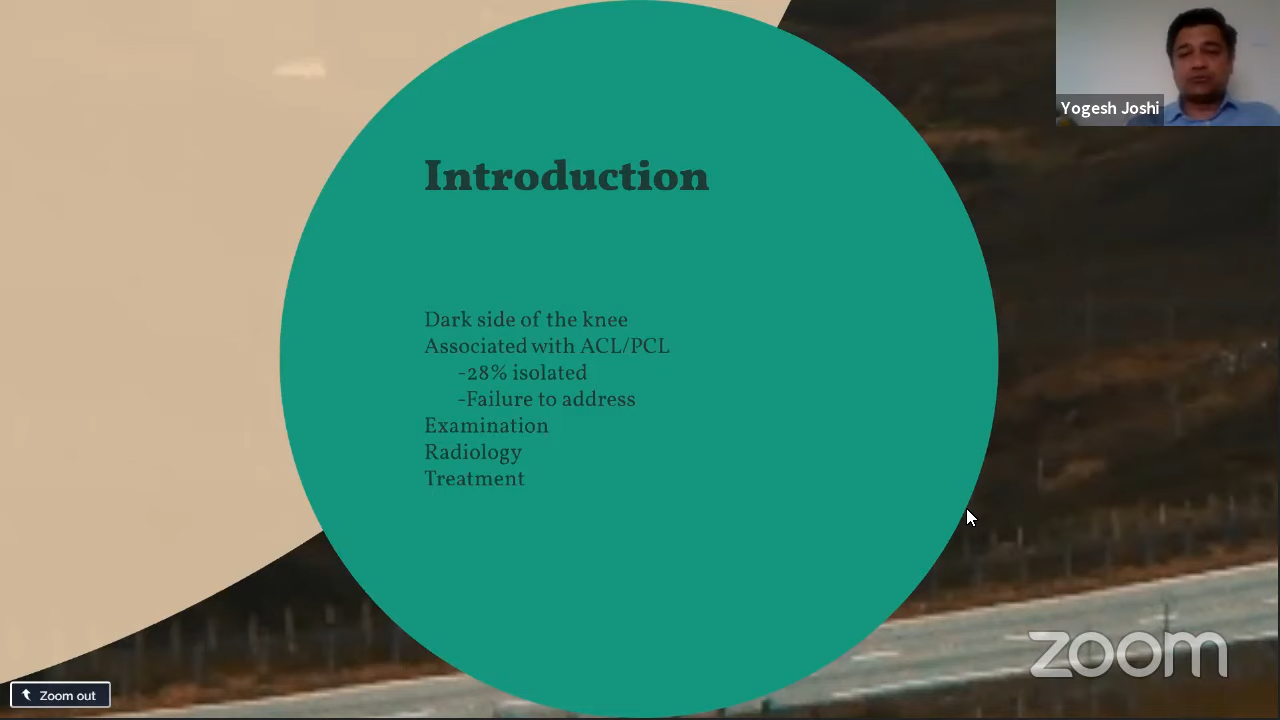 Introduction
Dark side of the knee
Associated with ACL/PCL
-28% isolated
-Failure to address
Examination
Radiology
Treatment
Yogesh Joshi
zoom
Zoom out